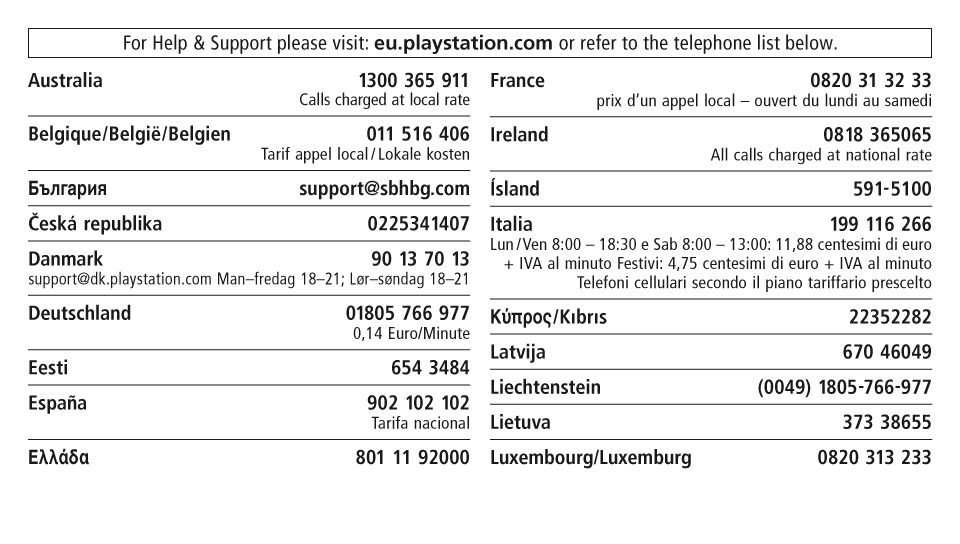 For Help & Support please visit: eu.playstation.com or refer to the telephone list below.
Australia 1300 365 911
Calls charged at local rate
Belgique/België/Belgien 011 516 406
Tarif appel local/Lokale kosten
България support@sbhbg.com
Česká republika 0225341407
Danmark 90 13 70 13
support@dk.playstation.com Man–fredag 18–21; Lør–søndag 18–21
Deutschland 01805 766 977
0,14 Euro/Minute
Eesti 654 3484
España 902 102 102
Tarifa nacional
Ελλάδα 801 11 92000
France 0820 31 32 33
prix d’un appel local – ouvert du lundi au samedi
Ireland 0818 365065
All calls charged at national rate
Ísland 591-5100
Italia 199 116 266
Lun/Ven 8:00 – 18:30 e Sab 8:00 – 13:00: 11,88 centesimi di euro
+ IVA al minuto Festivi: 4,75 centesimi di euro + IVA al minuto
Telefoni cellulari secondo il piano tariffario prescelto
Κύπρος/Kıbrıs 22352282
Latvija 670 46049
Liechtenstein (0049) 1805-766-977
Lietuva 373 38655
Luxembourg/Luxemburg 0820 313 233